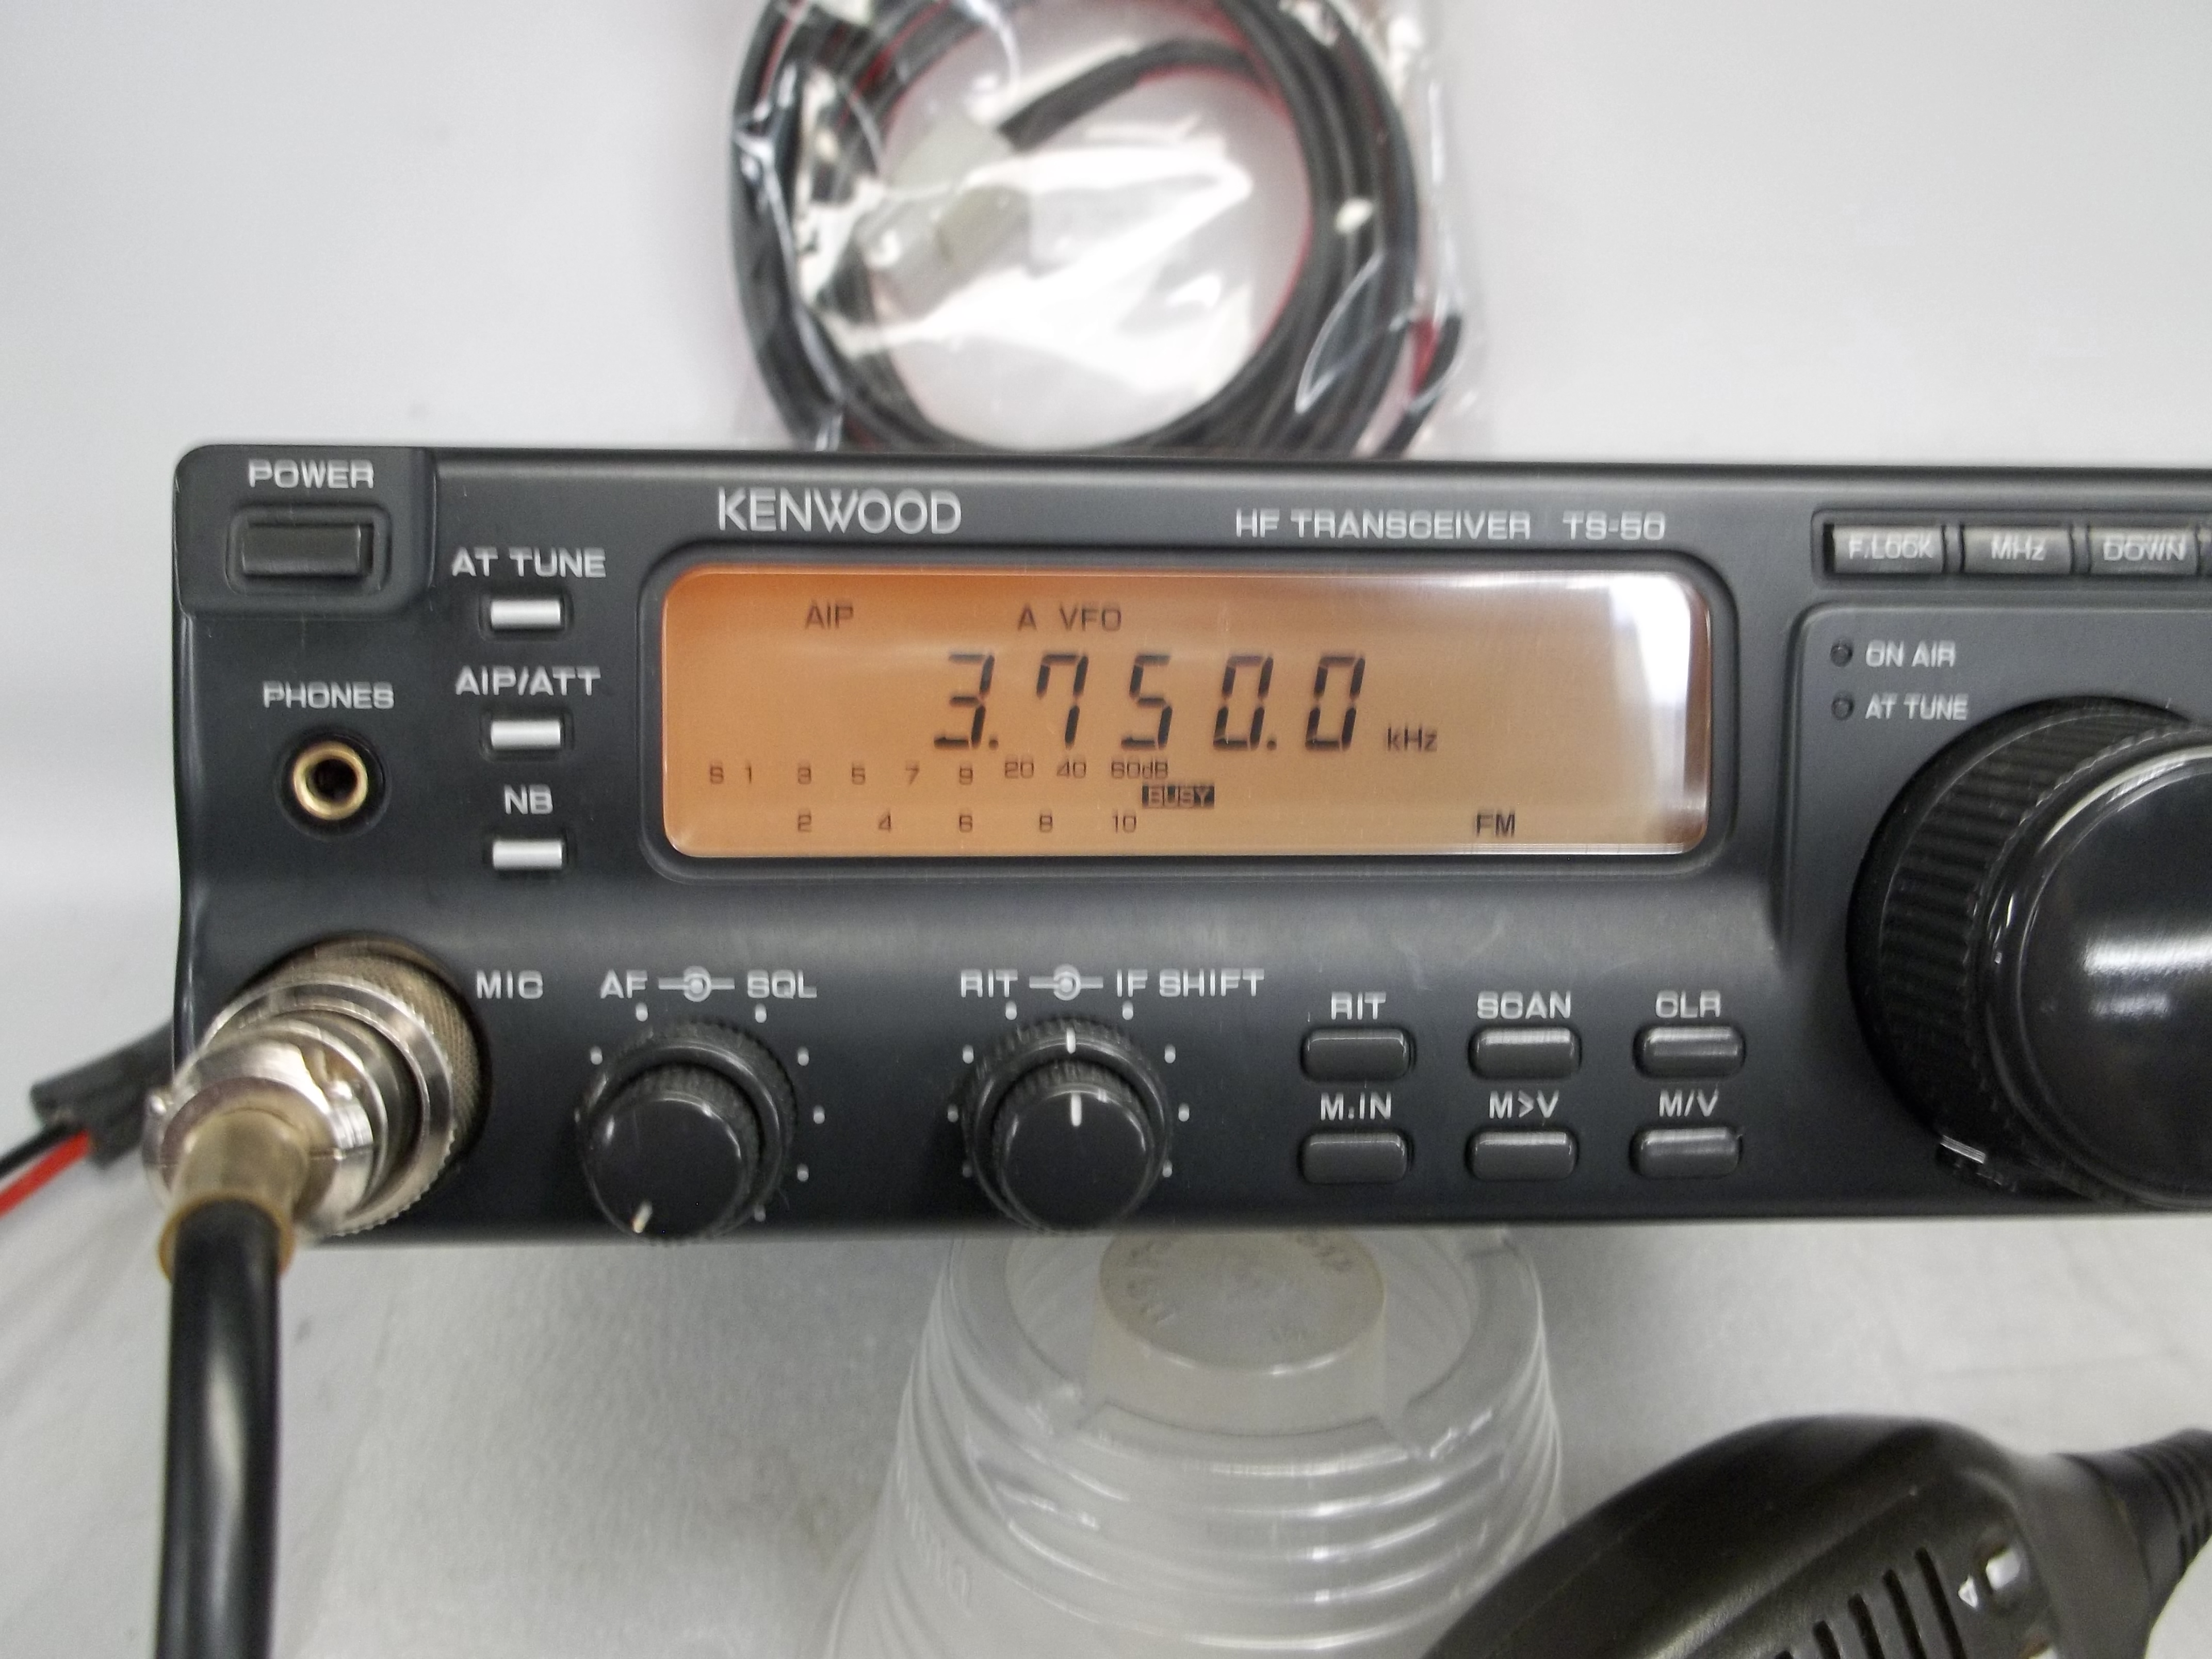 POWER
KENWOOD
HF TRANSCEIVER TS-50
F.LOCK
MHz
DOWN
AT TUNE
AIP A VFO
ON AIR
AIP/ATT
3.750.0 kHz
PHONES
AT TUNE
S 1 3 5 7 9 20 40 60dB
NB
BUSY
2 4 6 8 10
FM
MIC
AF SQL
RIT IF SHIFT
RIT
SCAN
CLR
M.IN
M>V
M/V